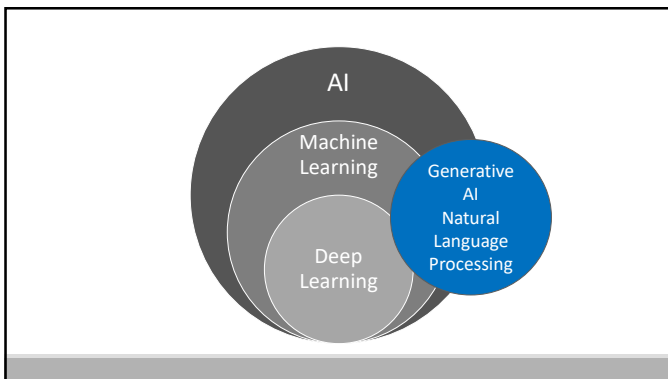 AI
Machine
Learning
Deep
Learning
Generative
AI
Natural
Language
Processing